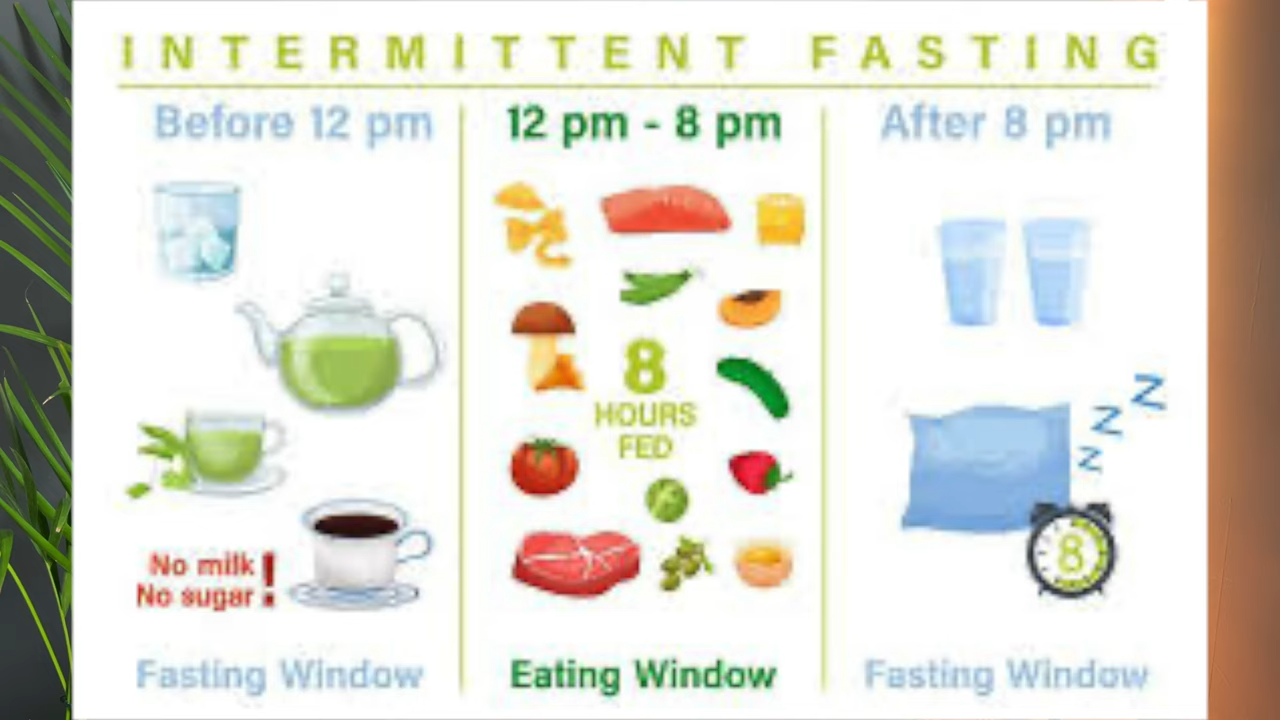 INTERMITTENT FASTING
Before 12 pm
12 pm - 8 pm
After 8 pm
8
HOURS
FED
z
z
z
No milk
No sugar !
8
Fasting Window
Eating Window
Fasting Window